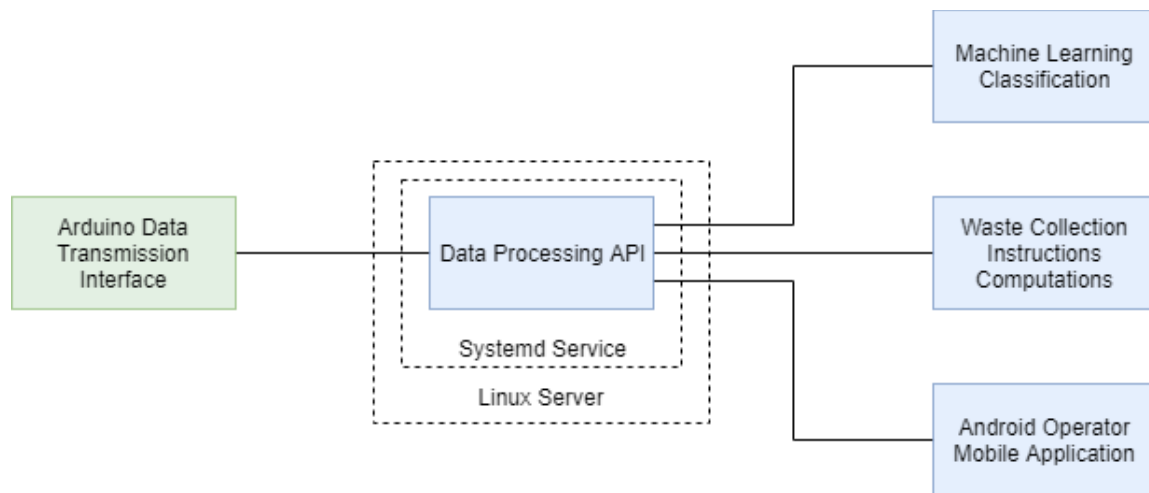 Machine Learning
Classification
Arduino Data
Transmission
Interface
Data Processing API
Waste Collection
Instructions
Computations
Systemd Service
Linux Server
Android Operator
Mobile Application